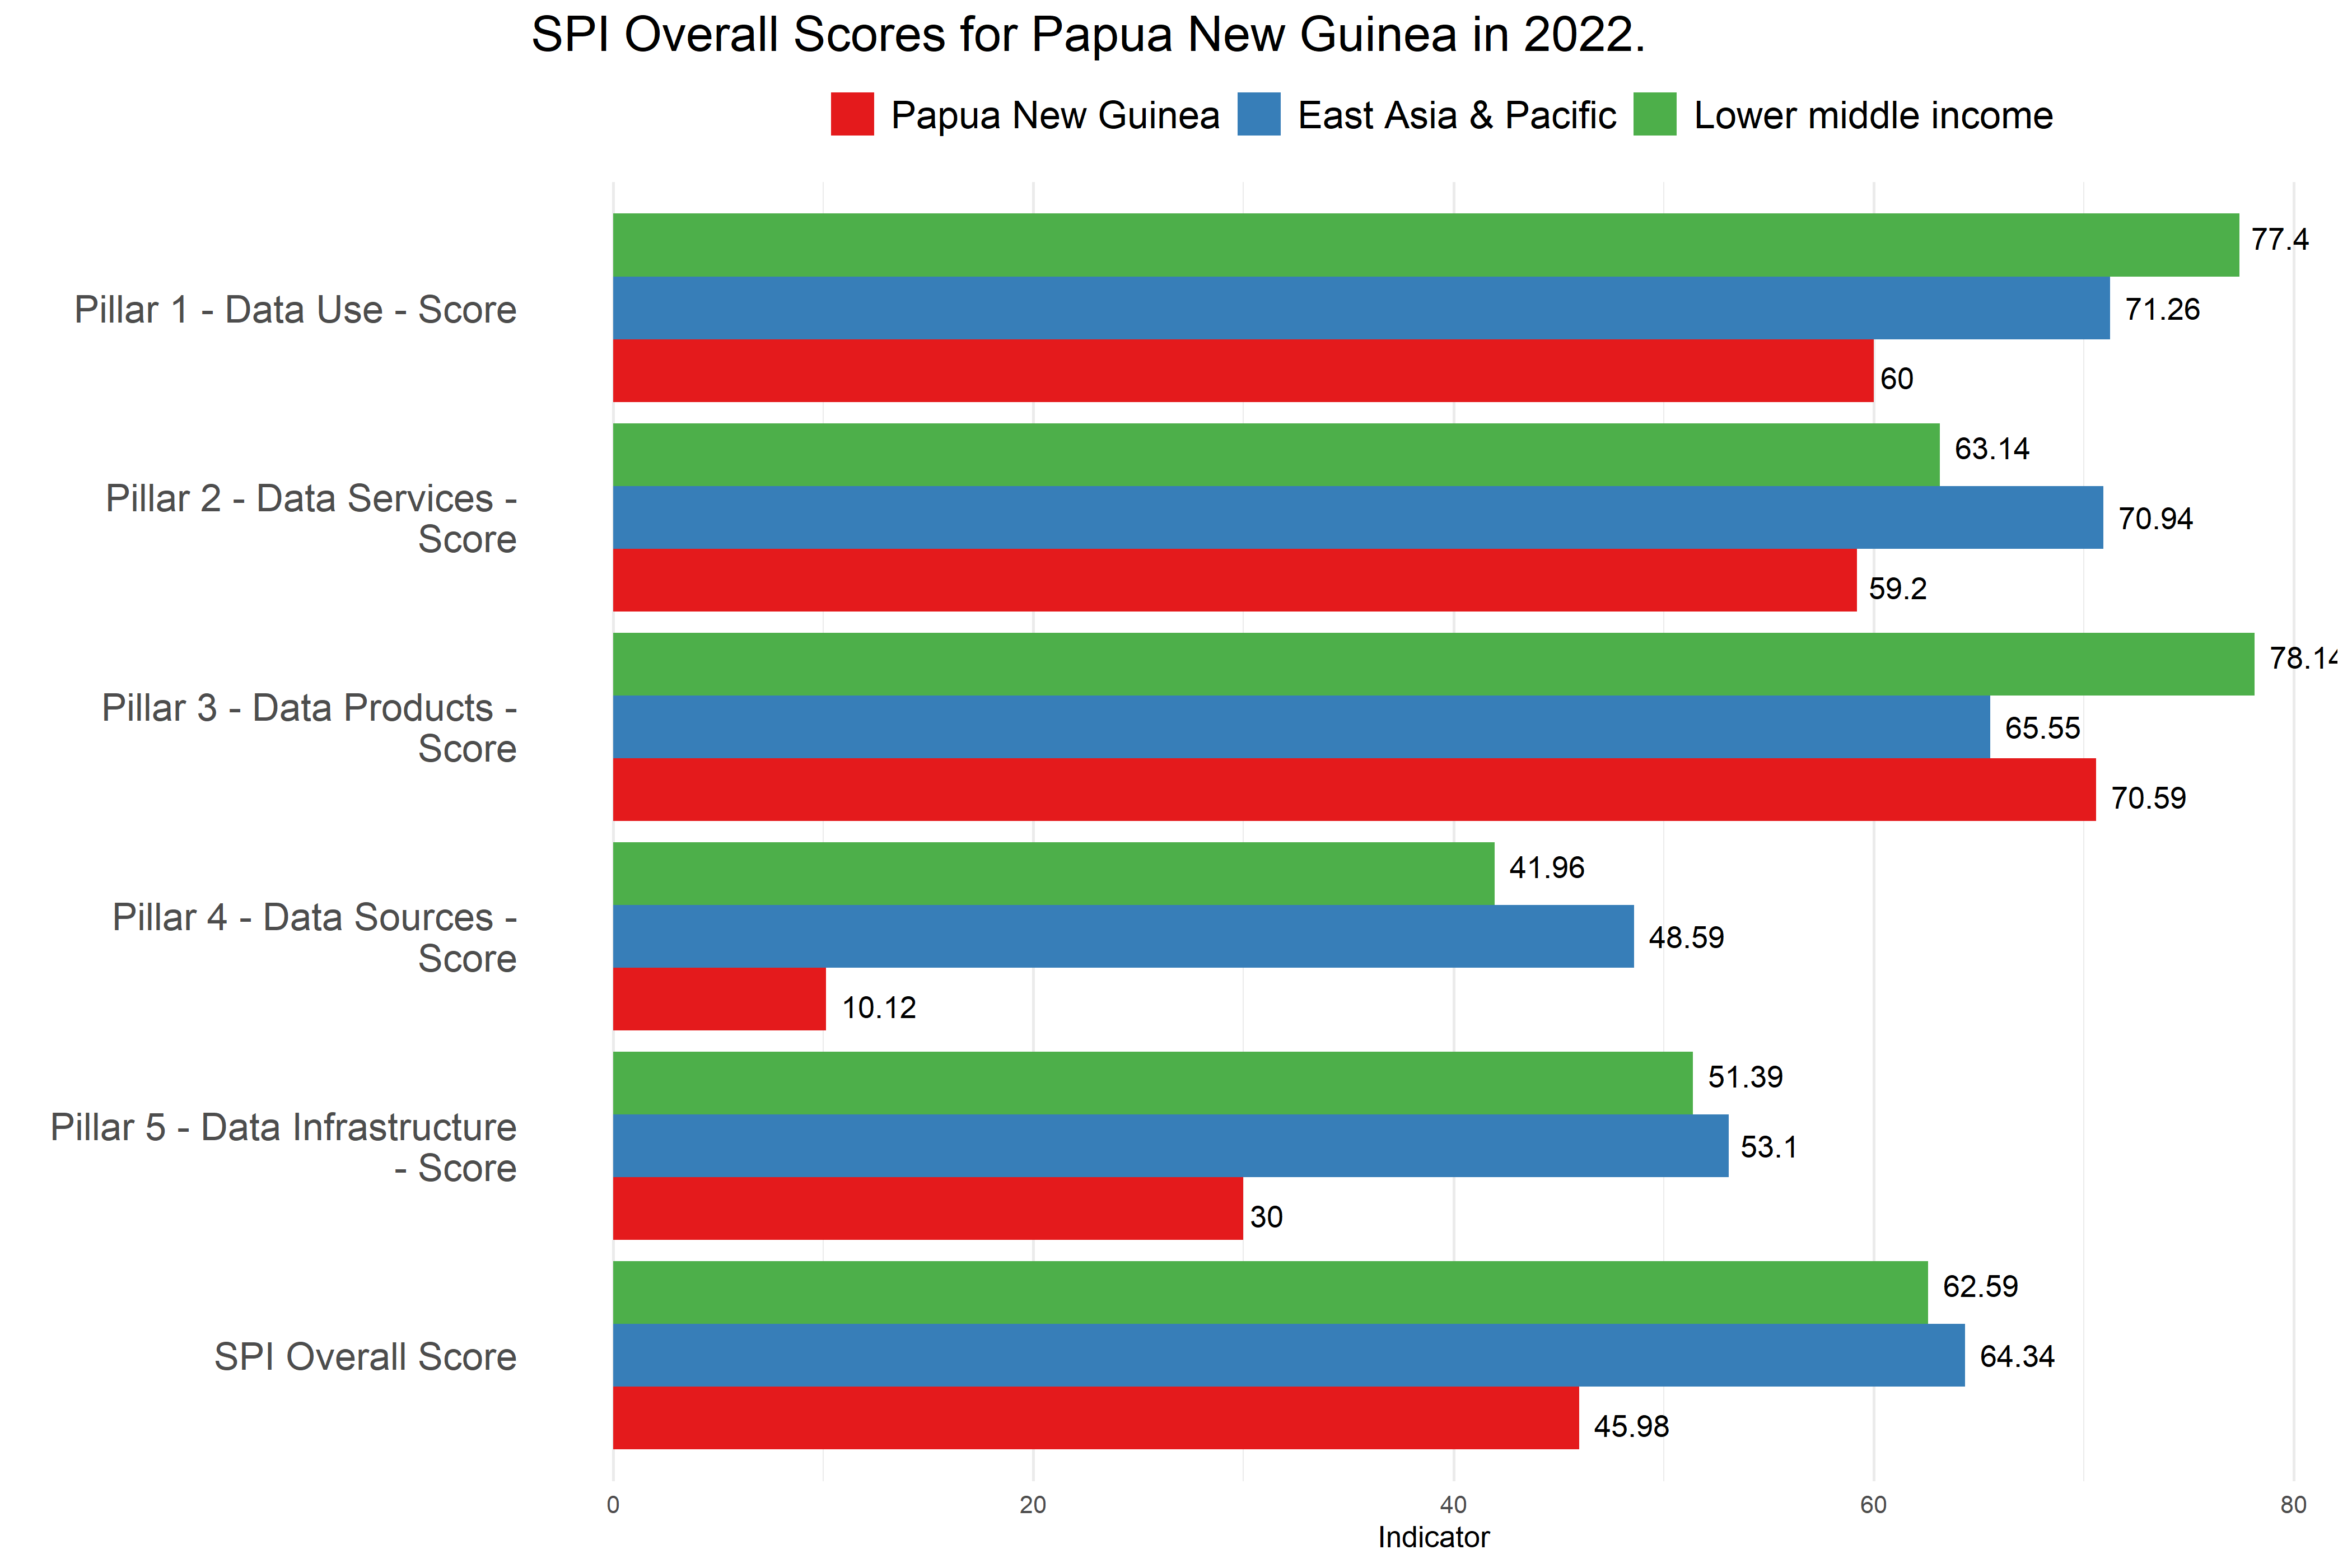 SPI Overall Scores for Papua New Guinea in 2022.
Papua New Guinea East Asia & Pacific Lower middle income
77.4
Pillar 1 - Data Use - Score
71.26
60
63.14
Pillar 2 - Data Services -
Score
70.94
59.2
78.14
Pillar 3 - Data Products -
Score
65.55
70.59
41.96
Pillar 4 - Data Sources -
Score
48.59
10.12
51.39
Pillar 5 - Data Infrastructure
- Score
53.1
30
62.59
SPI Overall Score
64.34
45.98
0 20 40 60 80
Indicator